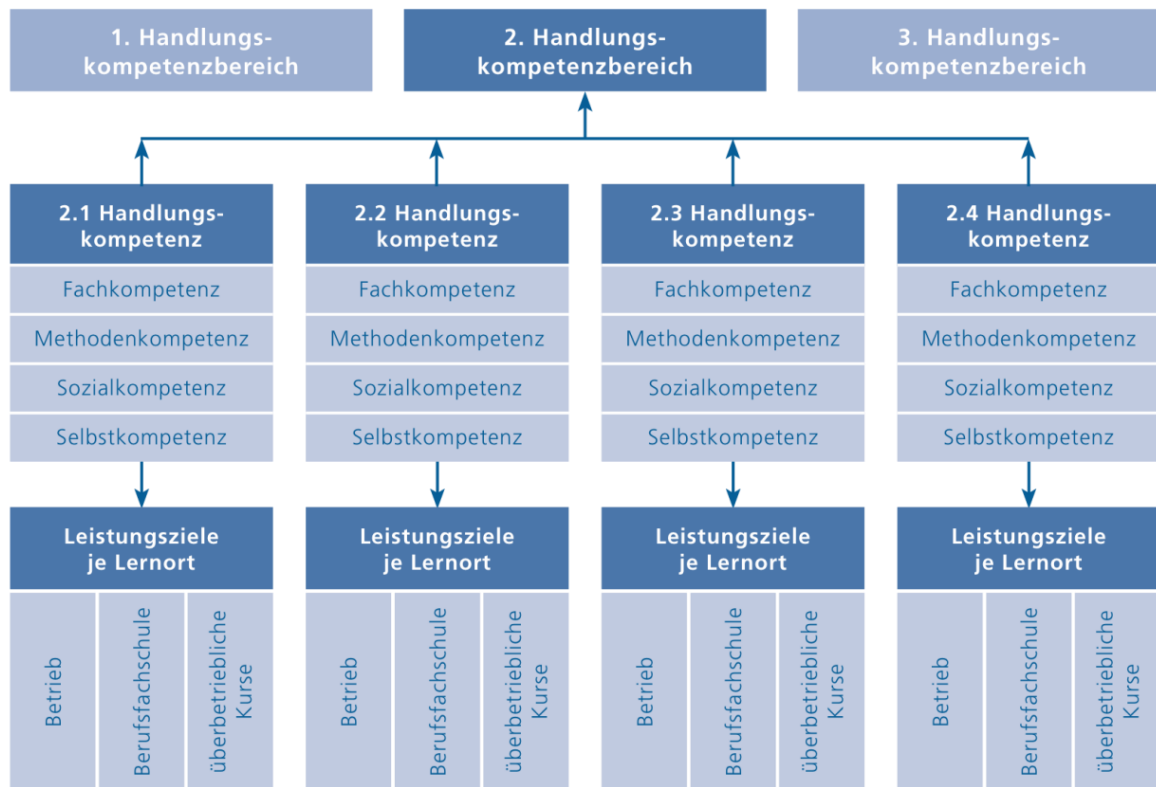 1. Handlungs-
kompetenzbereich
2. Handlungs-
kompetenzbereich
3. Handlungs-
kompetenzbereich
2.1 Handlungs-
kompetenz
Fachkompetenz
Methodenkompetenz
Sozialkompetenz
Selbstkompetenz
Leistungsziele
je Lernort
Betrieb
Berufsfachschule
überbetriebliche
Kurse
2.2 Handlungs-
kompetenz
Fachkompetenz
Methodenkompetenz
Sozialkompetenz
Selbstkompetenz
Leistungsziele
je Lernort
Betrieb
Berufsfachschule
überbetriebliche
Kurse
2.3 Handlungs-
kompetenz
Fachkompetenz
Methodenkompetenz
Sozialkompetenz
Selbstkompetenz
Leistungsziele
je Lernort
Betrieb
Berufsfachschule
überbetriebliche
Kurse
2.4 Handlungs-
kompetenz
Fachkompetenz
Methodenkompetenz
Sozialkompetenz
Selbstkompetenz
Leistungsziele
je Lernort
Betrieb
Berufsfachschule
überbetriebliche
Kurse